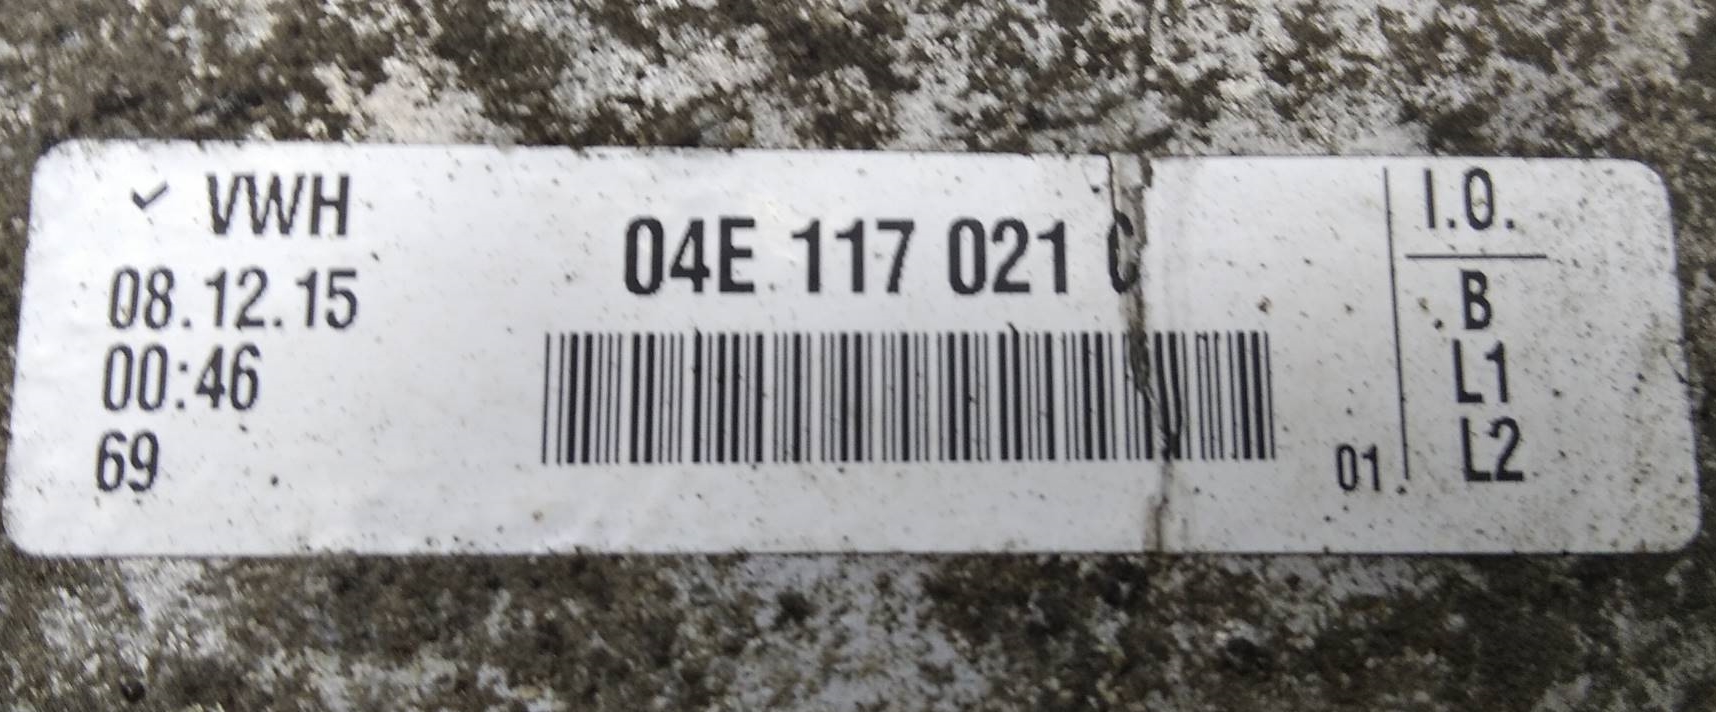 VWH
08.12.15
00:46
69
04E 117 021 C
01.
I.O.
B
L1
L2